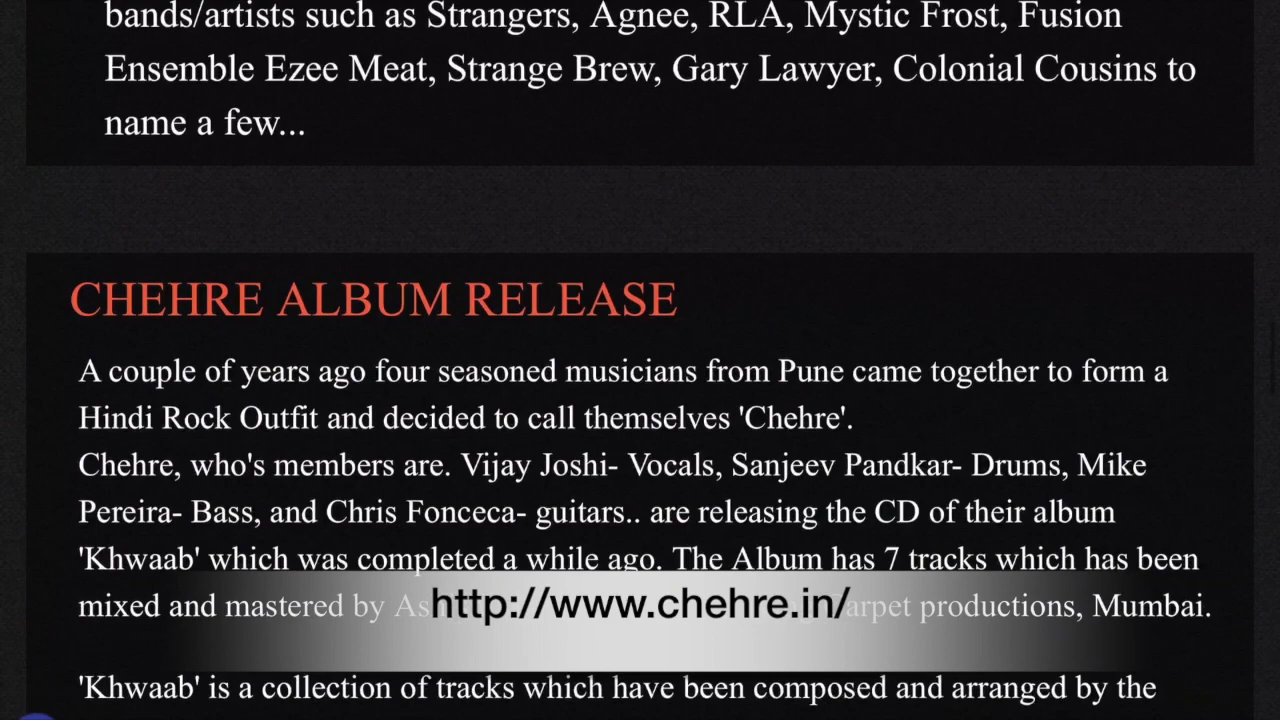 bands/artists such as Strangers, Agnee, RLA, Mystic Frost, Fusion
Ensemble Ezee Meat, Strange Brew, Gary Lawyer, Colonial Cousins to
name a few...
CHEHRE ALBUM RELEASE
A couple of years ago four seasoned musicians from Pune came together to form a
Hindi Rock Outfit and decided to call themselves 'Chehre'.
Chehre, who's members are. Vijay Joshi- Vocals, Sanjeev Pandkar- Drums, Mike
Pereira- Bass, and Chris Fonceca- guitars.. are releasing the CD of their album
'Khwaab' which was completed a while ago. The Album has 7 tracks which has been
mixed and mastered by productions, Mumbai.
http://www.chehre.in/
'Khwaab' is a collection of tracks which have been composed and arranged by the